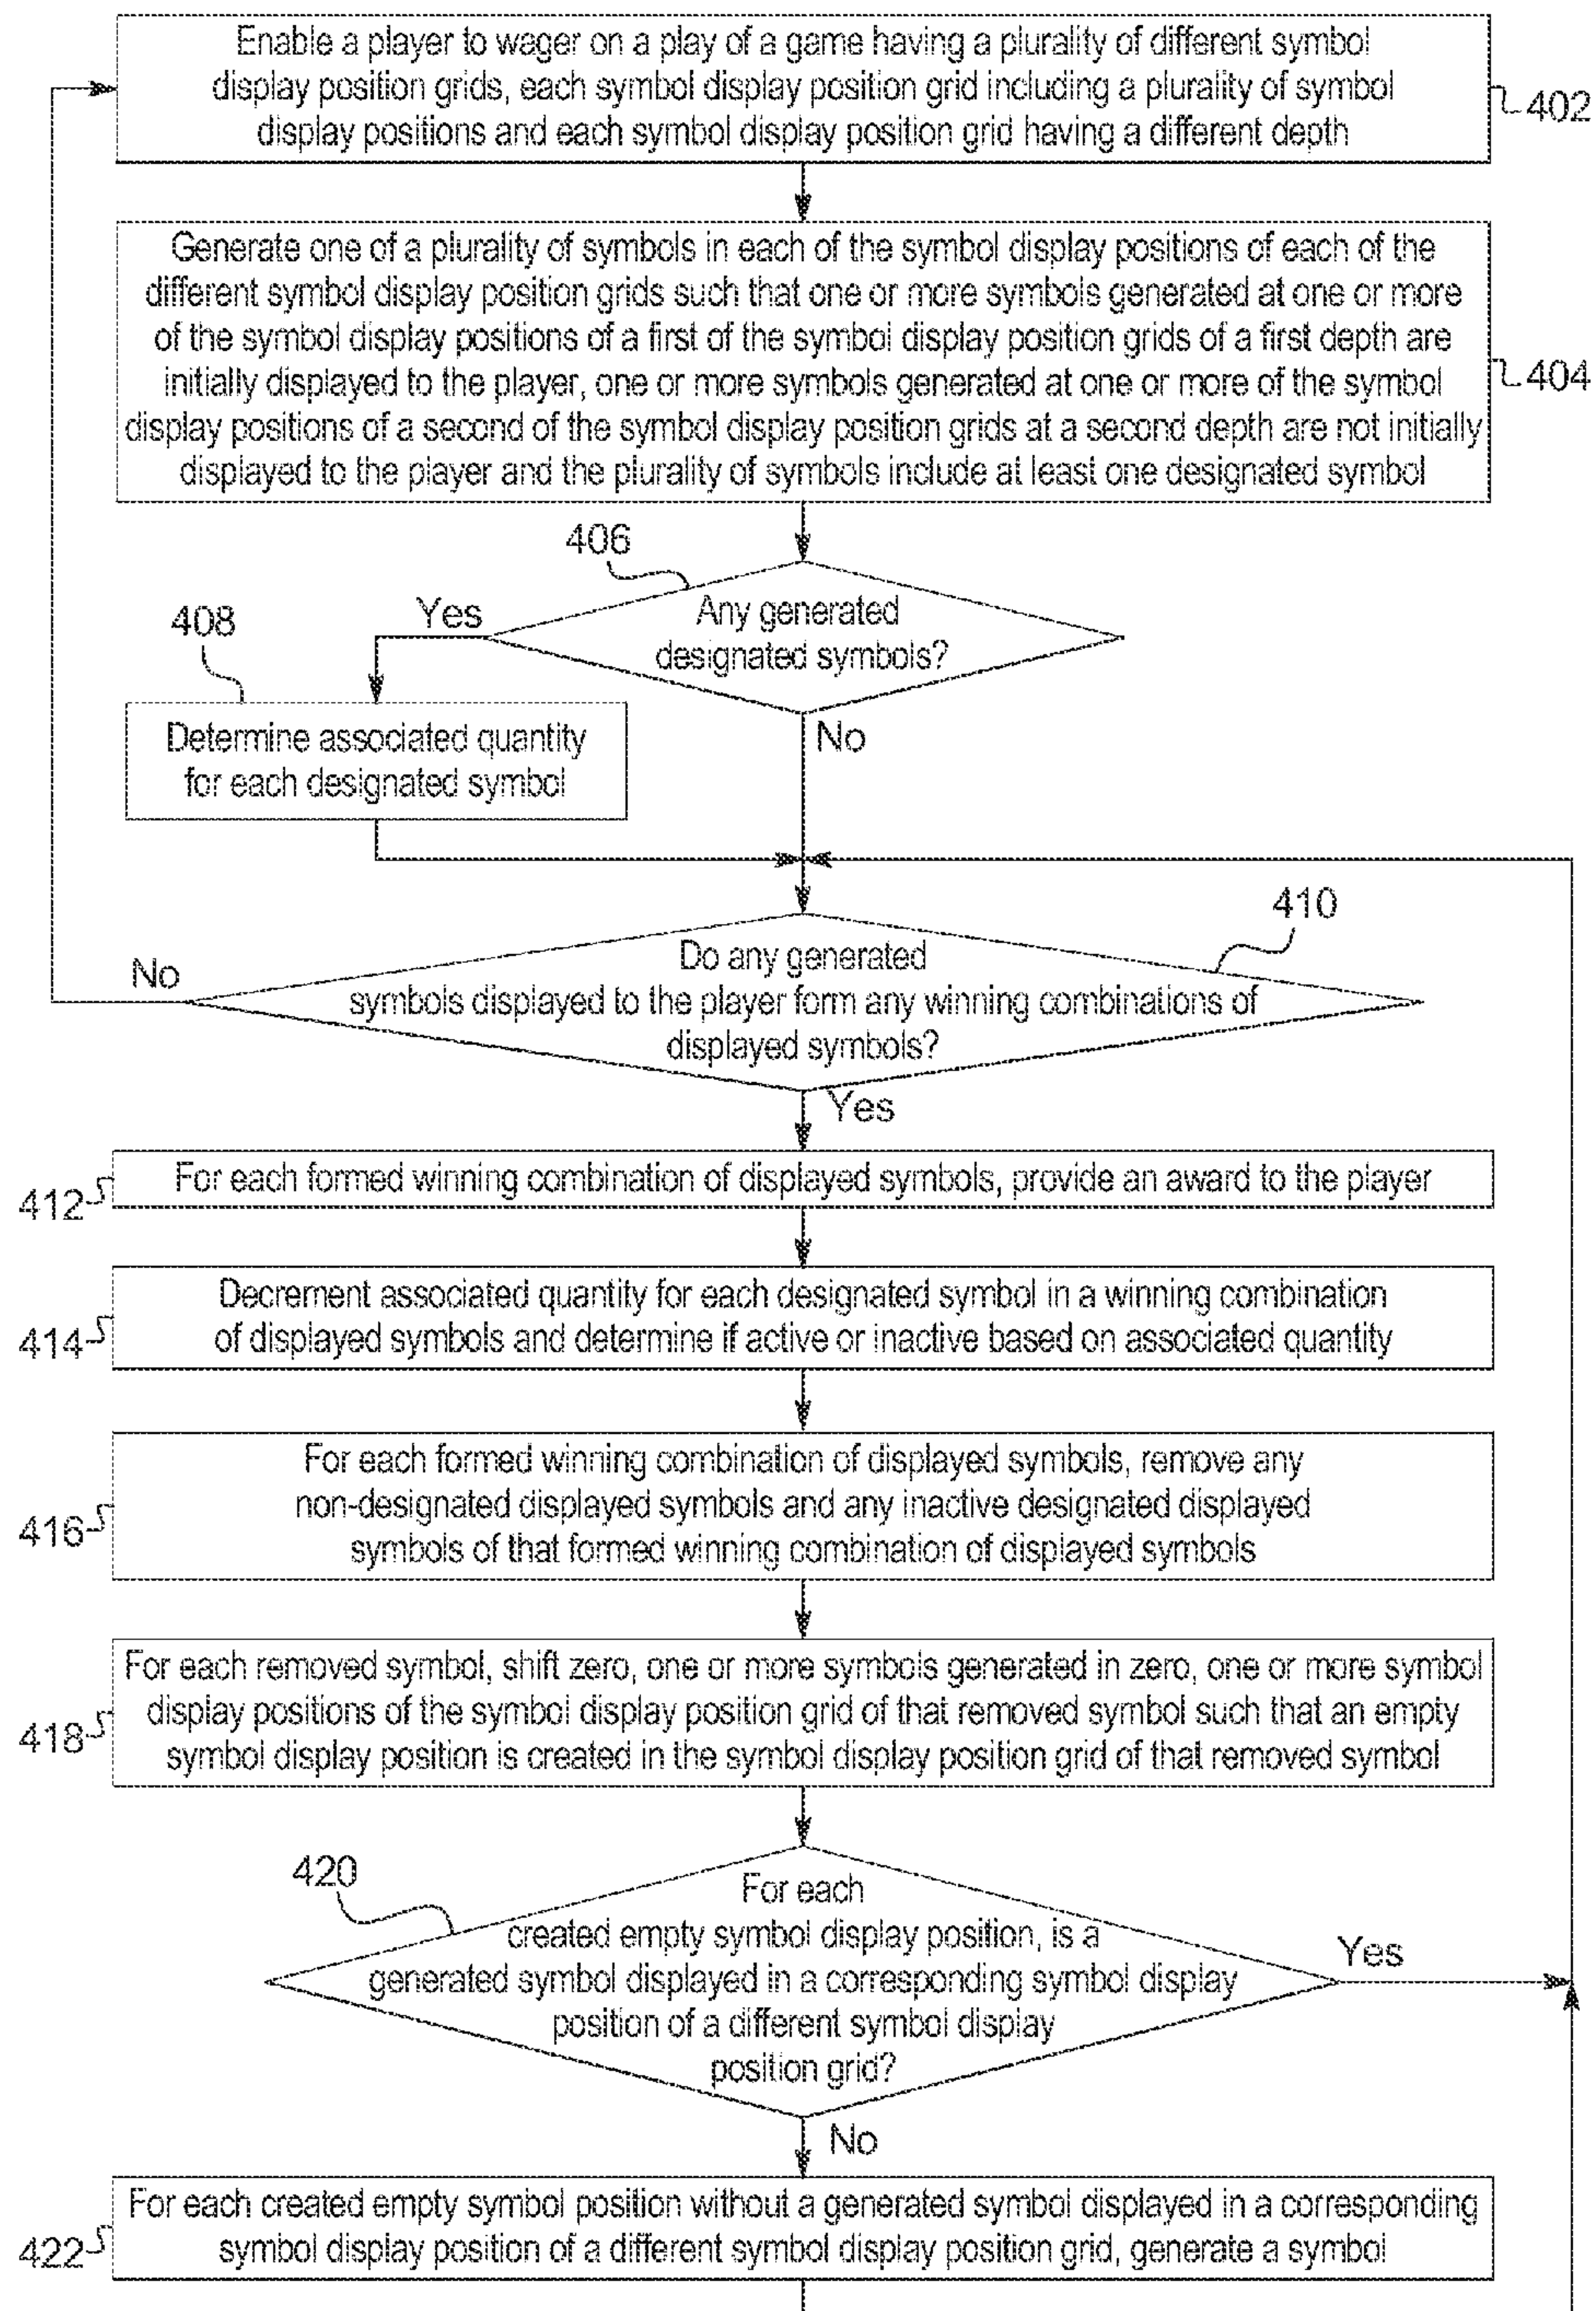 Enable a player to wager on a play of a game having a plurality of different symbol
display position grids, each symbol display position grid including a plurality of symbol
display positions and each symbol display position grid having a different depth
402
Generate one of a plurality of symbols in each of the symbol display positions of each of the
different symbol display position grids such that one or more symbols generated at one or more
of the symbol display positions of a first of the symbol display position grids of a first depth are
initially displayed to the player, one or more symbols generated at one or more of the symbol
display positions of a second of the symbol display position grids at a second depth are not initially
displayed to the player and the plurality of symbols include at least one designated symbol
404
406
Any generated
designated symbols?
Yes
No
408
Determine associated quantity
for each designated symbol
410
Do any generated
symbols displayed to the player form any winning combinations of
displayed symbols?
No
Yes
For each formed winning combination of displayed symbols, provide an award to the player
412
Decrement associated quantity for each designated symbol in a winning combination
of displayed symbols and determine if active or inactive based on associated quantity
414
For each formed winning combination of displayed symbols, remove any
non-designated displayed symbols and any inactive designated displayed
symbols of that formed winning combination of displayed symbols
416
For each removed symbol, shift zero, one or more symbols generated in zero, one or more symbol
display positions of the symbol display position grid of that removed symbol such that an empty
symbol display position is created in the symbol display position grid of that removed symbol
418
420
For each
created empty symbol display position, is a
generated symbol displayed in a corresponding symbol display
position of a different symbol display
position grid?
Yes
No
For each created empty symbol position without a generated symbol displayed in a corresponding
symbol display position of a different symbol display position grid, generate a symbol
422